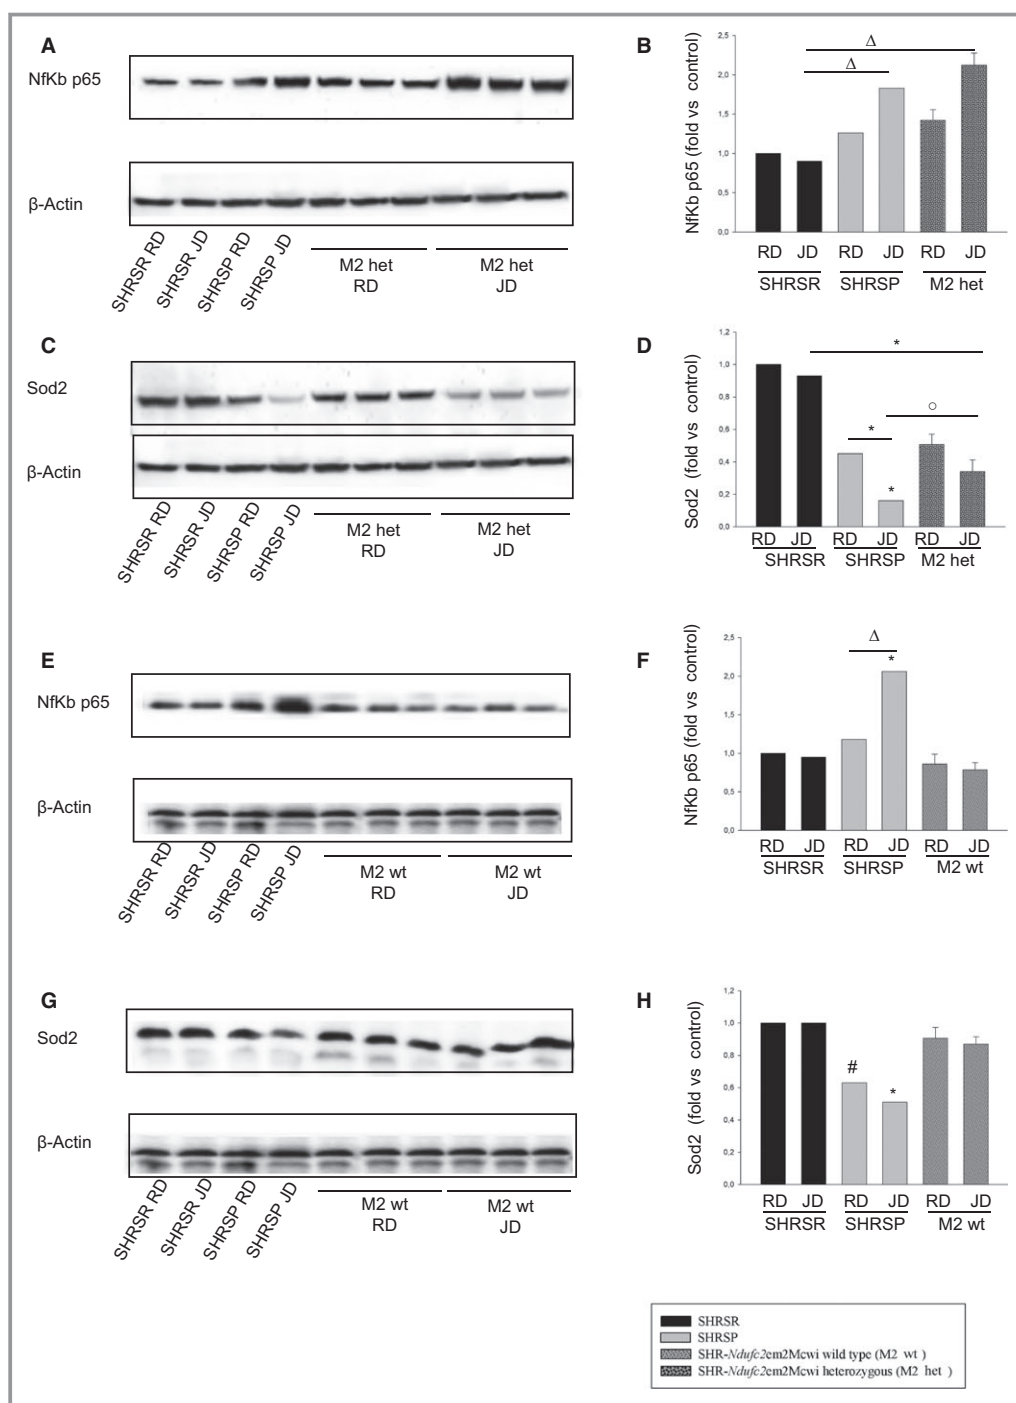 A
NfKb p65
β-Actin
SHRSR RD
SHRSR JD
SHRSP RD
SHRSP JD
M2 het
RD
M2 het
JD
B
NfKb p65 (fold vs control)
2,5
2,0
1,5
1,0
0,5
0,0
Δ
Δ
RD JD RD JD RD JD
SHRSR SHRSP M2 het
C
Sod2
β-Actin
SHRSR RD
SHRSR JD
SHRSP RD
SHRSP JD
M2 het
RD
M2 het
JD
D
Sod2 (fold vs control)
1,2
1,0
0,8
0,6
0,4
0,2
0,0
*
○
*
*
RD JD RD JD RD JD
SHRSR SHRSP M2 het
E
NfKb p65
β-Actin
SHRSR RD
SHRSR JD
SHRSP RD
SHRSP JD
M2 wt
RD
M2 wt
JD
F
NfKb p65 (fold vs control)
2,5
2,0
1,5
1,0
0,5
0,0
Δ
*
RD JD RD JD RD JD
SHRSR SHRSP M2 wt
G
Sod2
β-Actin
SHRSR RD
SHRSR JD
SHRSP RD
SHRSP JD
M2 wt
RD
M2 wt
JD
H
Sod2 (fold vs control)
1,2
1,0
0,8
0,6
0,4
0,2
0,0
#
*
RD JD RD JD RD JD
SHRSR SHRSP M2 wt
SHRSR
SHRSP
SHR-Ndufc2em2Mcwi wild type (M2 wt )
SHR-Ndufc2em2Mcwi heterozygous (M2 het )